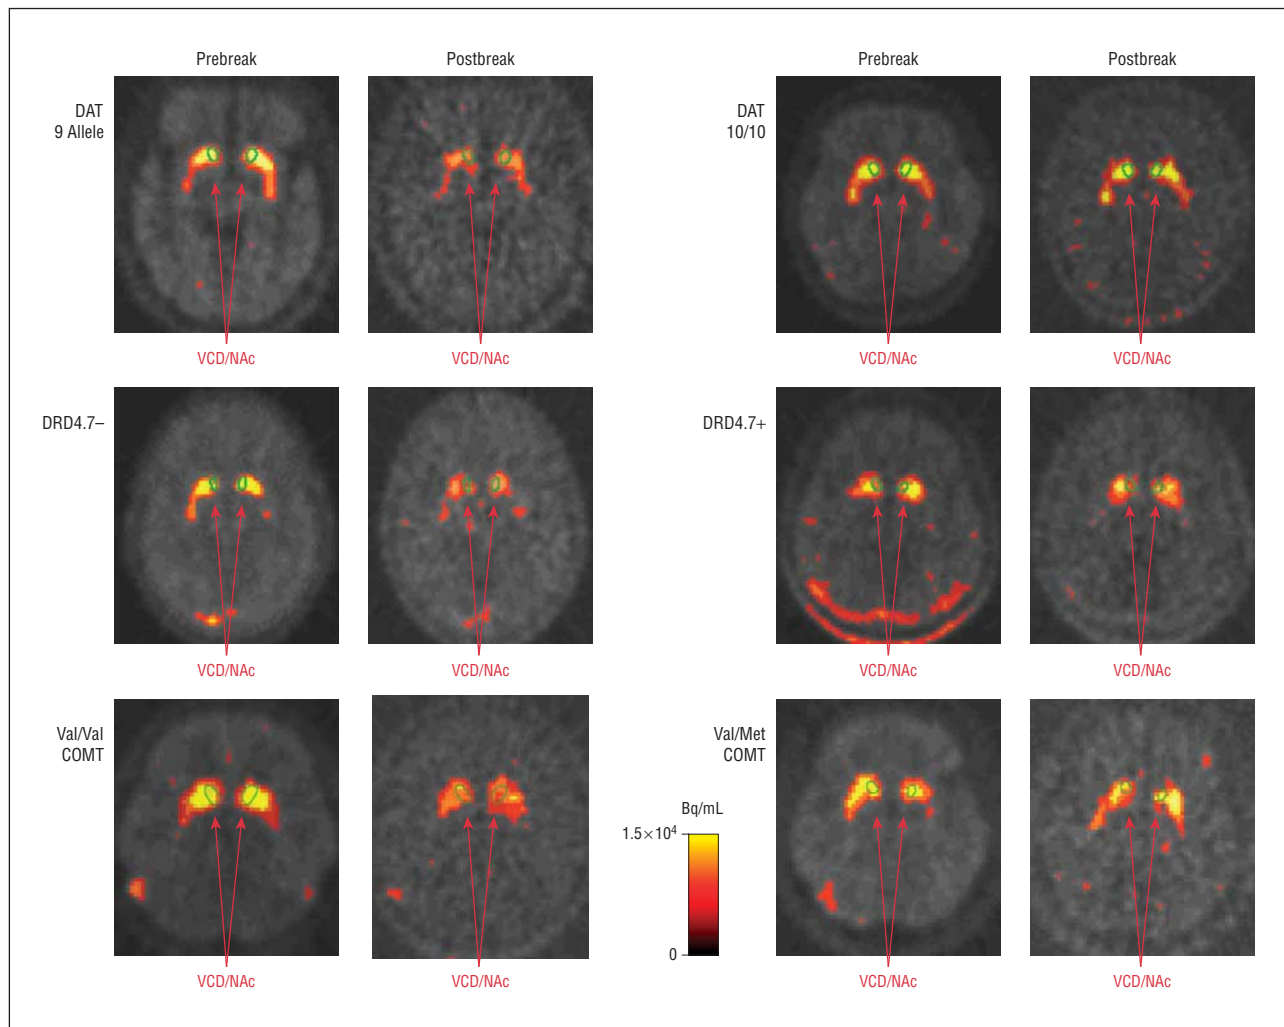 Prebreak
Postbreak
Prebreak
Postbreak
DAT
9 Allele
DAT
10/10
VCD/NAc
VCD/NAc
VCD/NAc
VCD/NAc
DRD4.7−
DRD4.7+
VCD/NAc
VCD/NAc
VCD/NAc
VCD/NAc
Val/Val
COMT
Val/Met
COMT
Bq/mL
1.5×10⁴
0
VCD/NAc
VCD/NAc
VCD/NAc
VCD/NAc